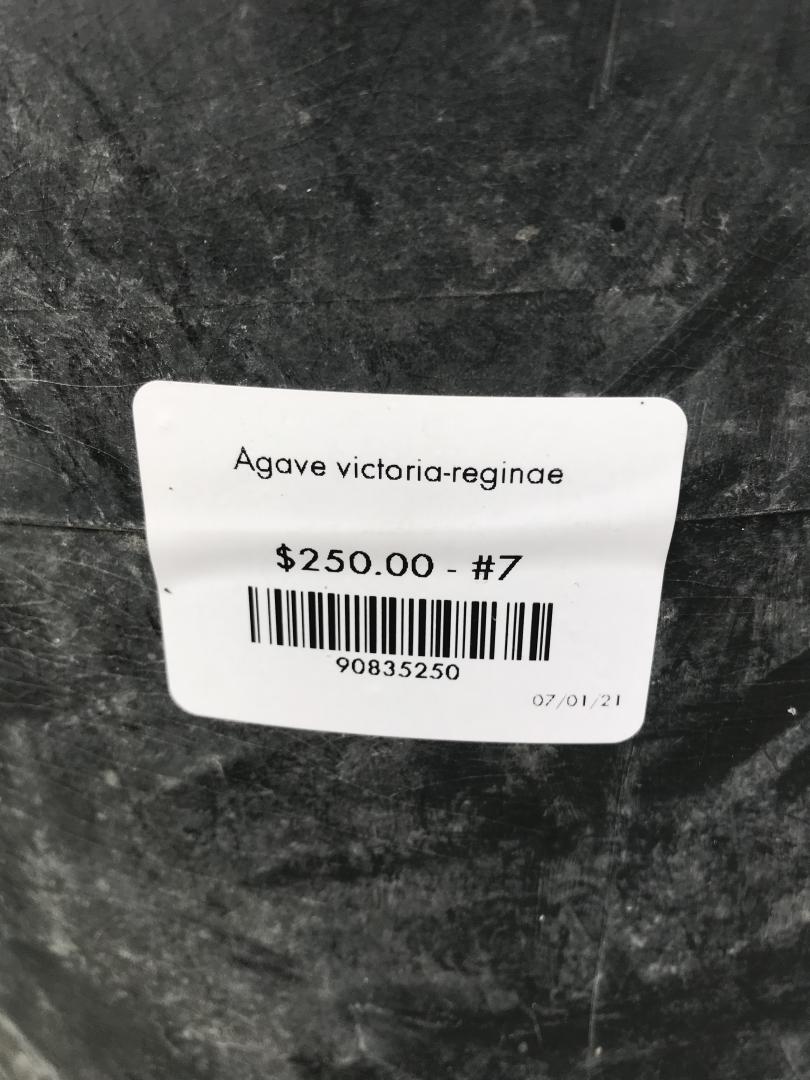 Agave victoria-reginae
$250.00 - #7
90835250
07/01/21